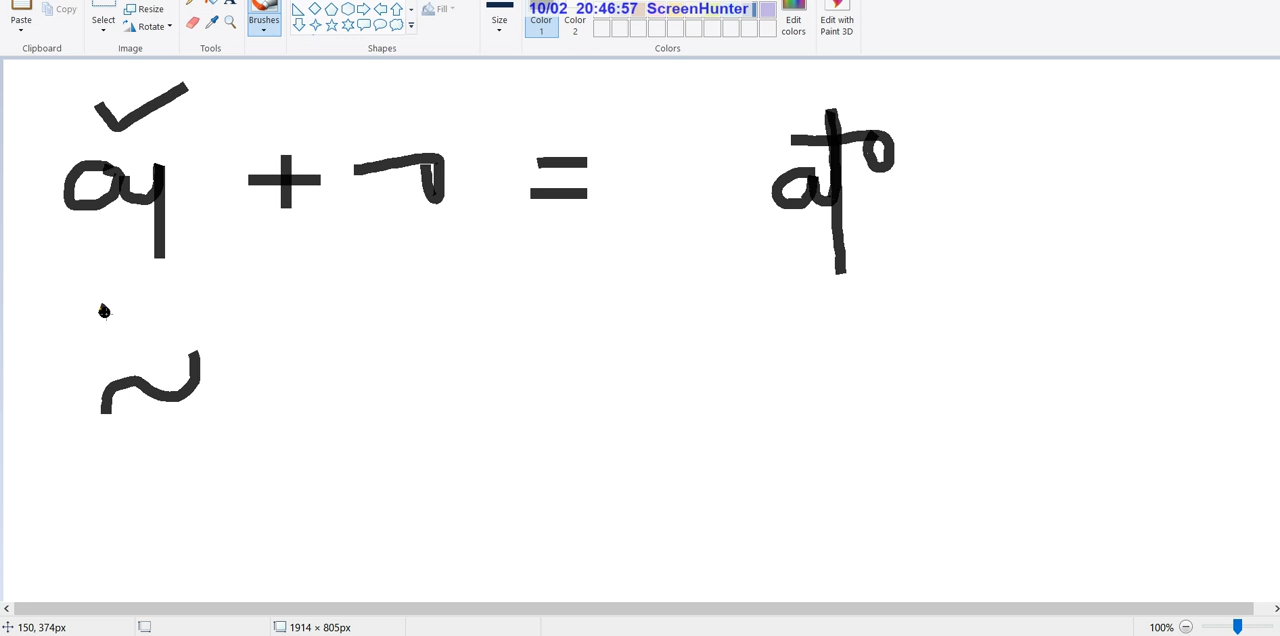 Paste
Copy
Clipboard
Select
Resize
Rotate
Image
A
Tools
Brushes
Shapes
Fill
Size
10/02 20:46:57 ScreenHunter
Color 1
Color 2
Colors
Edit colors
Edit with Paint 3D
+ =
150, 374px
1914 × 805px
100%